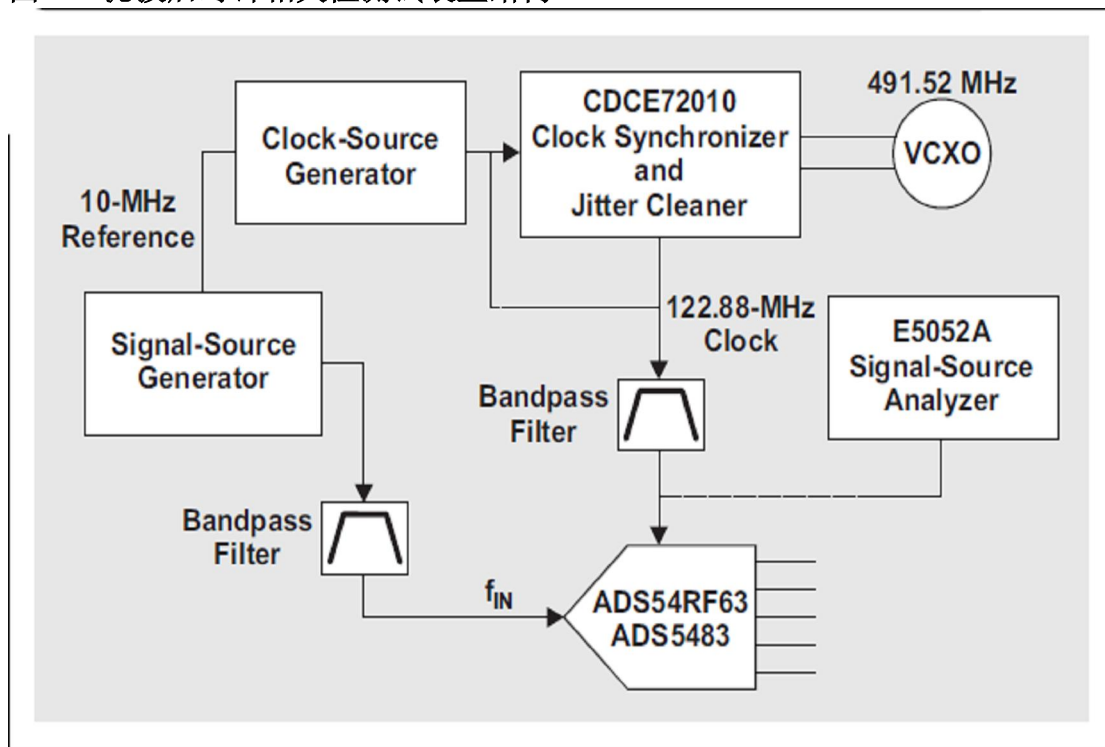 491.52 MHz
CDCE72010
Clock Synchronizer
and
Jitter Cleaner
VCXO
Clock-Source
Generator
10-MHz
Reference
122.88-MHz
Clock
Signal-Source
Generator
E5052A
Signal-Source
Analyzer
Bandpass
Filter
Bandpass
Filter
fIN
ADS54RF63
ADS5483